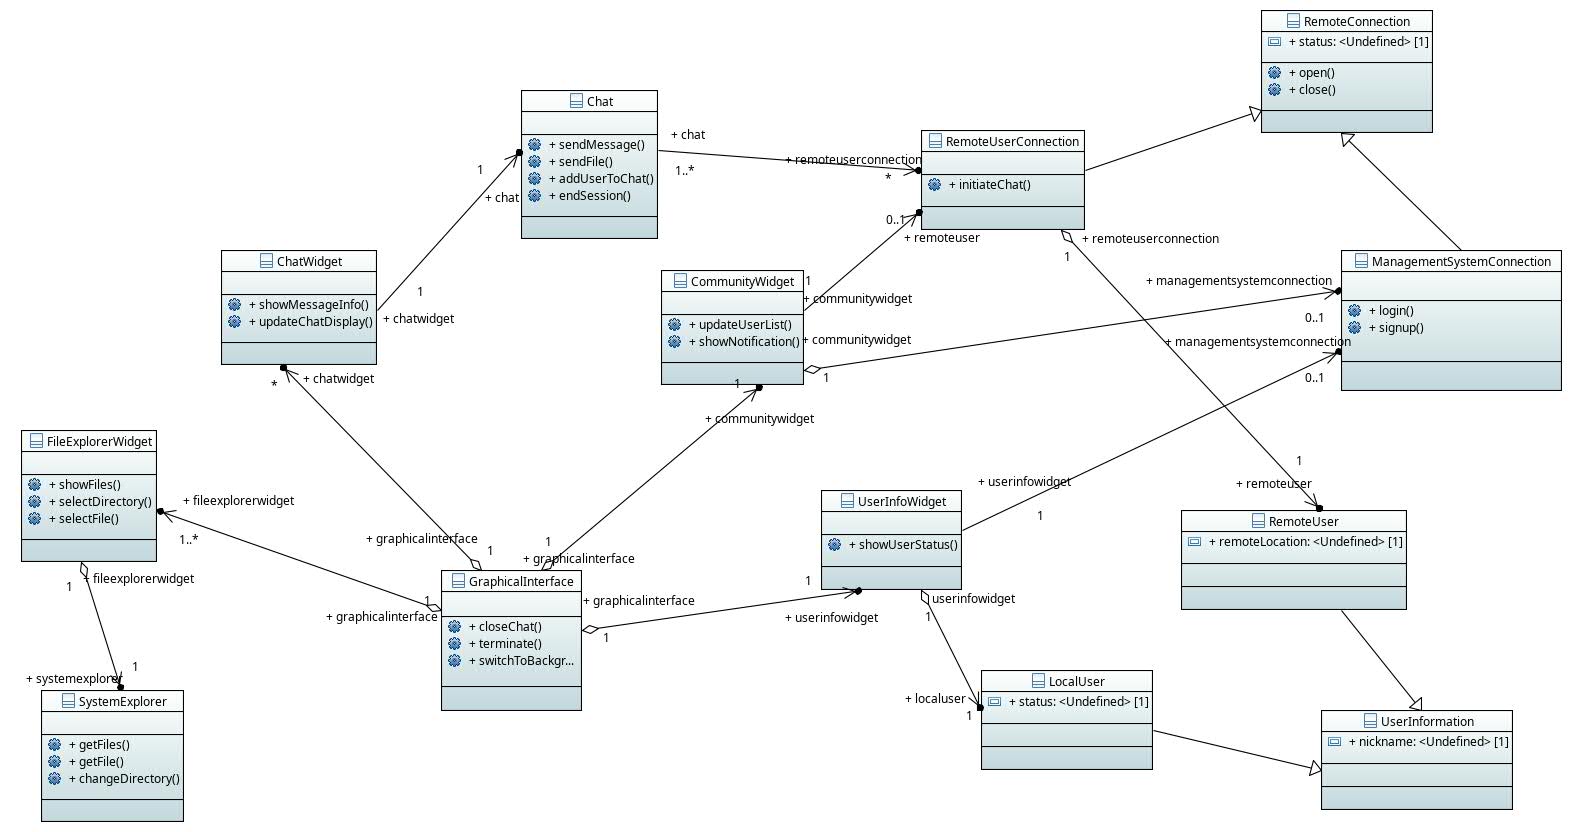 RemoteConnection
+ status: <Undefined> [1]
+ open()
+ close()
Chat
+ sendMessage()
+ sendFile()
+ addUserToChat()
+ endSession()
+ chat
1..*
+ remoteuserconnection
*
RemoteUserConnection
+ initiateChat()
1
+ chat
0..1
+ remoteuser
+ remoteuserconnection
1
ChatWidget
+ showMessageInfo()
+ updateChatDisplay()
1
+ chatwidget
CommunityWidget
+ updateUserList()
+ showNotification()
1
+ communitywidget
+ communitywidget
1
ManagementSystemConnection
+ login()
+ signup()
+ managementsystemconnection
0..1
+ managementsystemconnection
0..1
+ chatwidget
*
1
+ communitywidget
FileExplorerWidget
+ showFiles()
+ selectDirectory()
+ selectFile()
+ fileexplorerwidget
1..*
+ graphicalinterface
1
1
+ graphicalinterface
UserInfoWidget
+ showUserStatus()
+ userinfowidget
1
1
+ remoteuser
RemoteUser
+ remoteLocation: <Undefined> [1]
1
+ fileexplorerwidget
1
+ graphicalinterface
GraphicalInterface
+ closeChat()
+ terminate()
+ switchToBackgr...
+ graphicalinterface
1
1
+ userinfowidget
userinfowidget
1
1
+ systemexplorer
SystemExplorer
+ getFiles()
+ getFile()
+ changeDirectory()
+ localuser
1
LocalUser
+ status: <Undefined> [1]
UserInformation
+ nickname: <Undefined> [1]